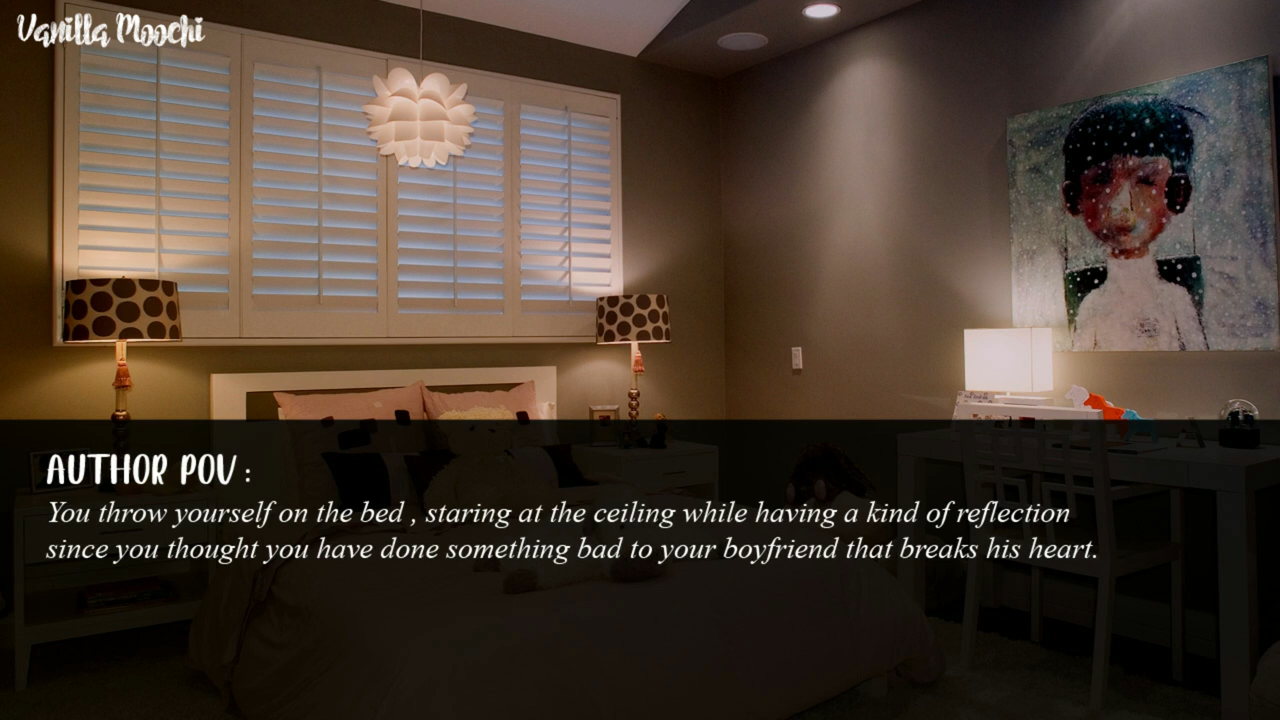 Vanilla Moochi
AUTHOR POV :
You throw yourself on the bed , staring at the ceiling while having a kind of reflection
since you thought you have done something bad to your boyfriend that breaks his heart.